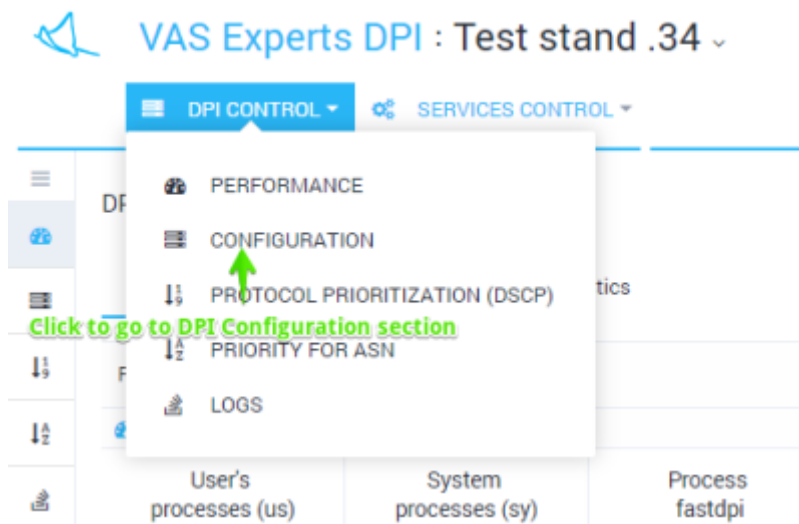 VAS Experts DPI : Test stand .34
DPI CONTROL
SERVICES CONTROL
PERFORMANCE
CONFIGURATION
PROTOCOL PRIORITIZATION (DSCP)
tics
Click to go to DPI Configuration section
PRIORITY FOR ASN
LOGS
User's
processes (us)
System
processes (sy)
Process
fastdpi